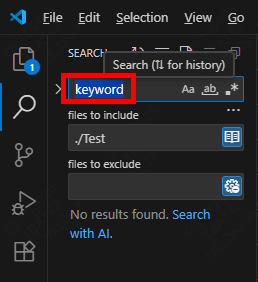 File
Edit
Selection
View
SEARCH
Search (⇅ for history)
1
keyword
Aa
ab
.*
...
files to include
./Test
files to exclude
No results found. Search
with AI.